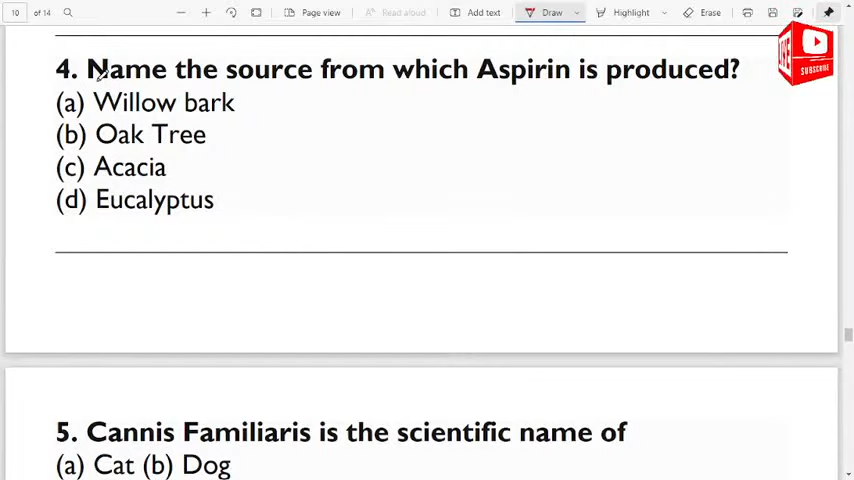 10 of 14 Page view Read aloud Add text Draw Highlight Erase
4. Name the source from which Aspirin is produced?
(a) Willow bark
(b) Oak Tree
(c) Acacia
(d) Eucalyptus
LIVE
SUBSCRIBE
5. Cannis Familiaris is the scientific name of
(a) Cat (b) Dog